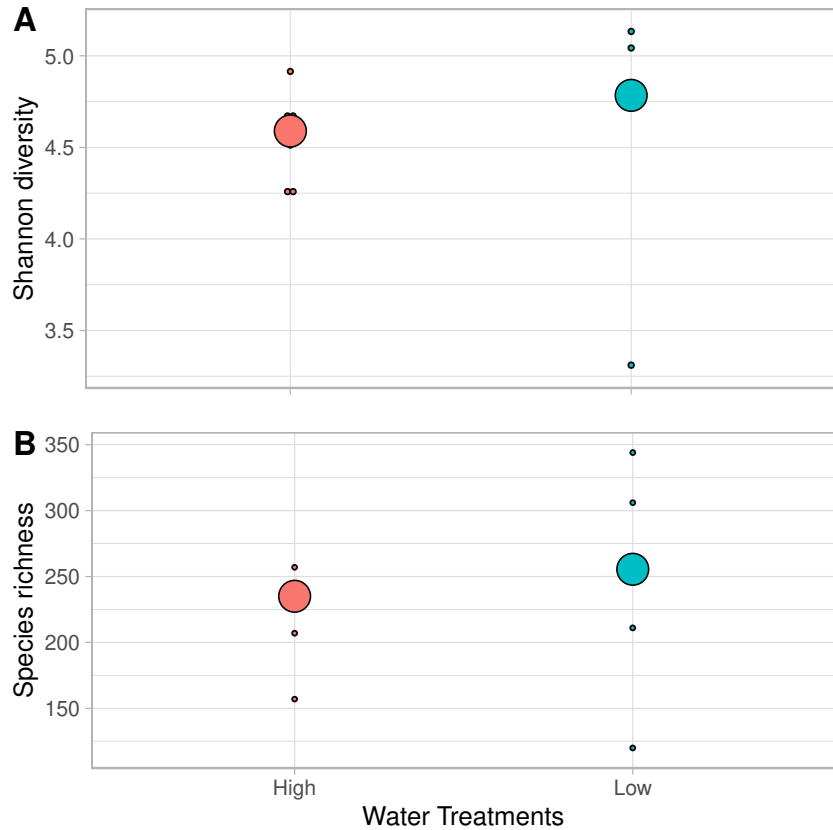 A
Shannon diversity
5.0
4.5
4.0
3.5
B
Species richness
350
300
250
200
150
High Low
Water Treatments